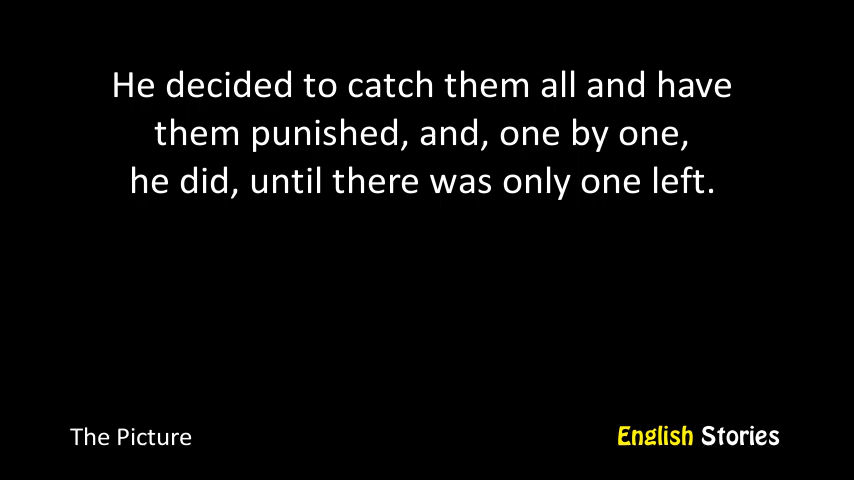 He decided to catch them all and have
them punished, and, one by one,
he did, until there was only one left.
The Picture
English Stories